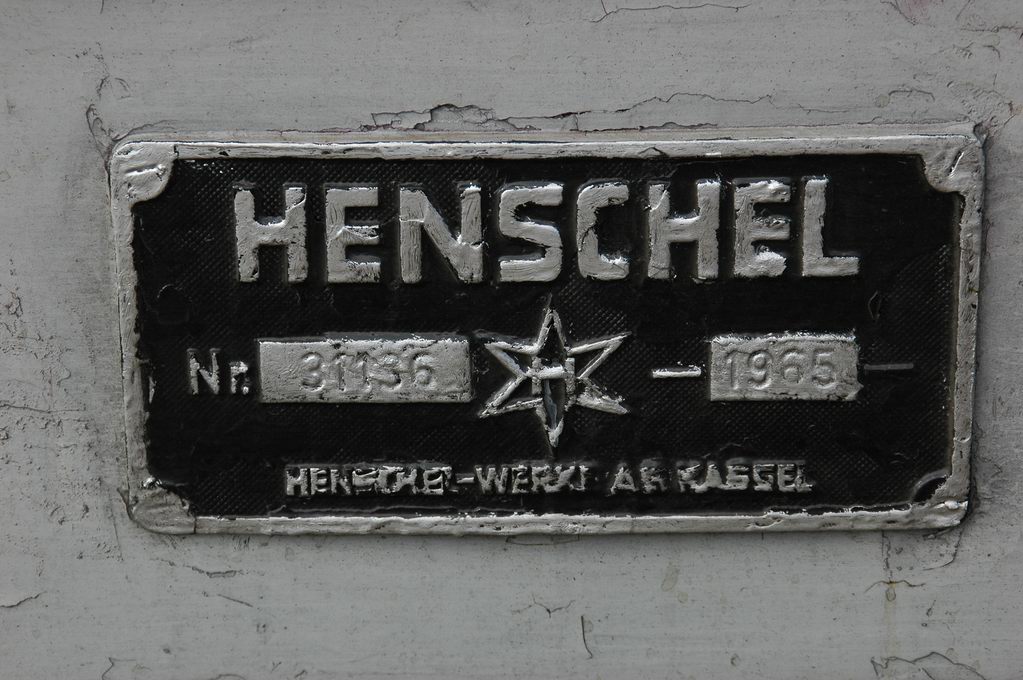 HENSCHEL
Nr. 31136 H - 1965 -
HENSCHEL-WERKE AG KASSEL